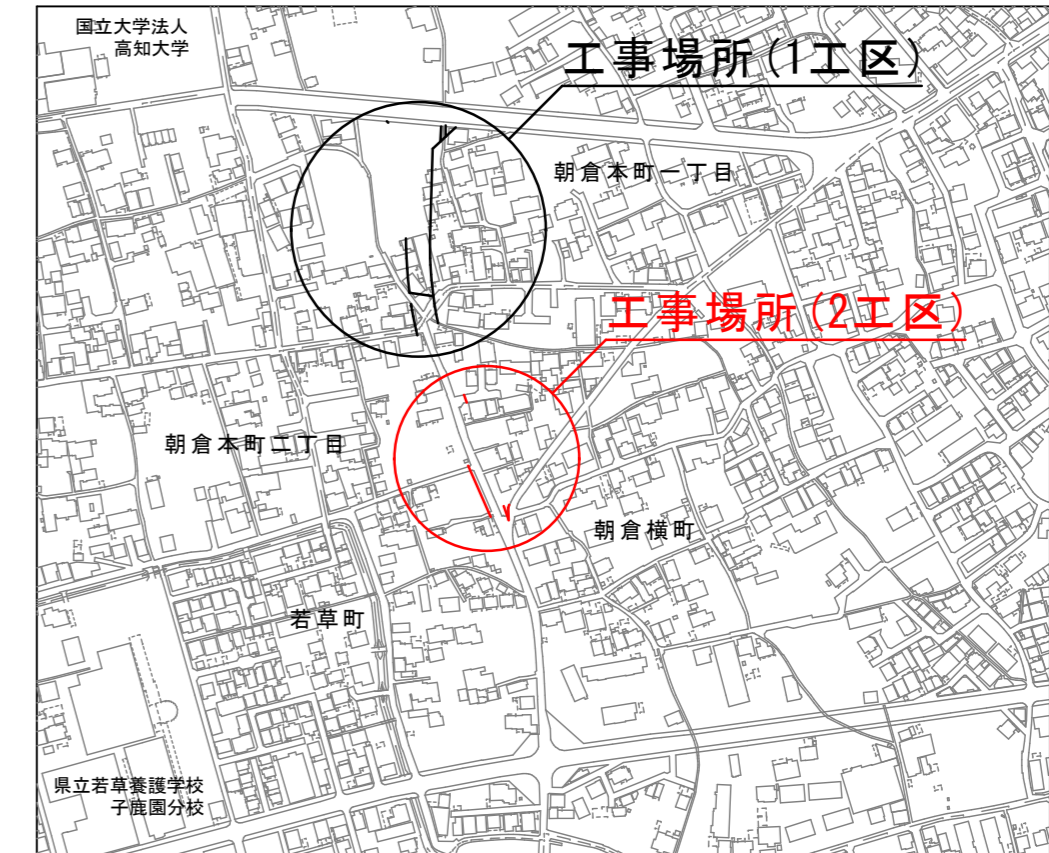 国立大学法人
高知大学
工事場所(1工区)
朝倉本町一丁目
工事場所(2工区)
朝倉本町二丁目
朝倉横町
若草町
県立若草養護学校
子鹿園分校